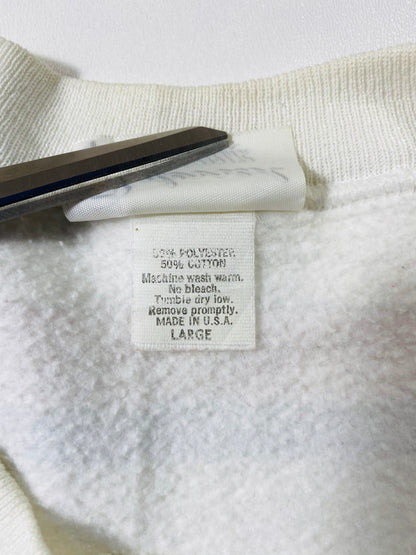 50% POLYESTER
50% COTTON
Machine wash warm.
No bleach.
Tumble dry low.
Remove promptly.
MADE IN U.S.A.
LARGE